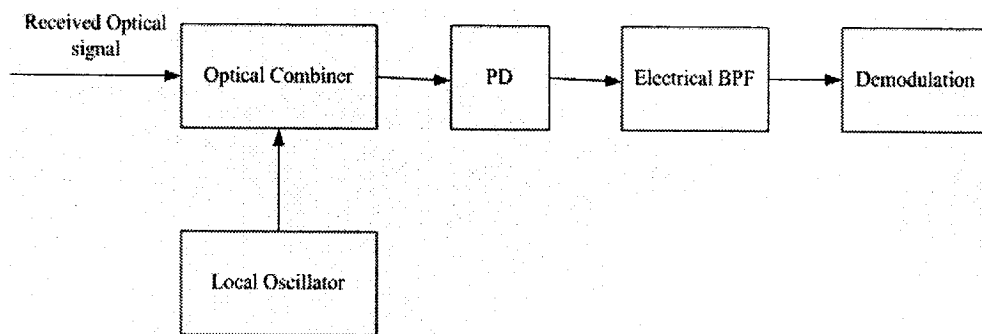 Received Optical
signal
Optical Combiner
PD
Electrical BPF
Demodulation
Local Oscillator